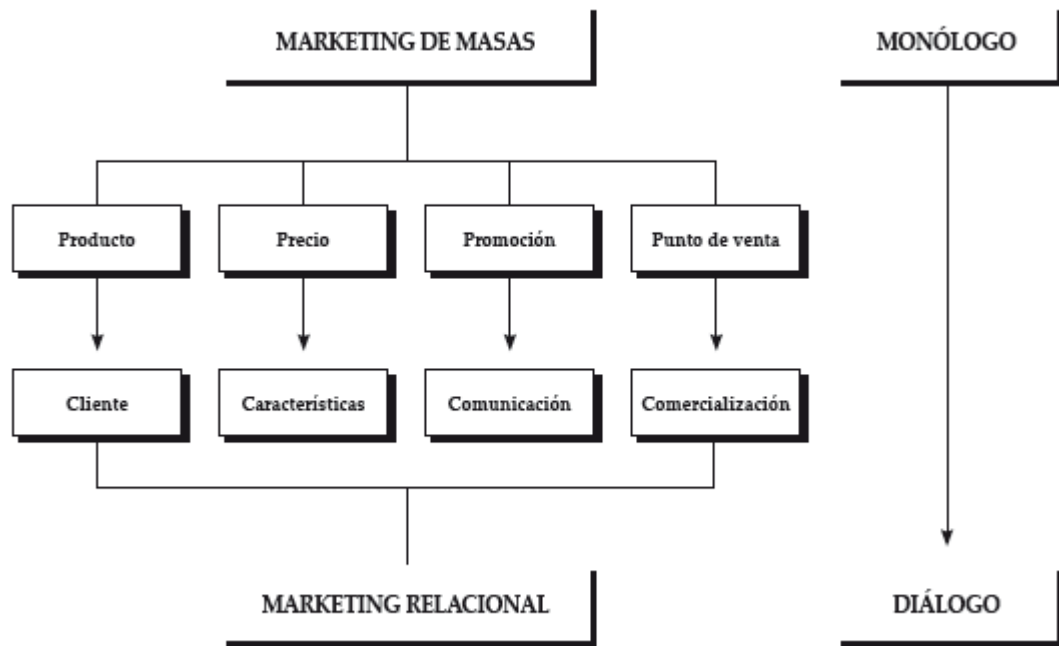 MARKETING DE MASAS
MONÓLOGO
Producto
Precio
Promoción
Punto de venta
Cliente
Características
Comunicación
Comercialización
MARKETING RELACIONAL
DIÁLOGO